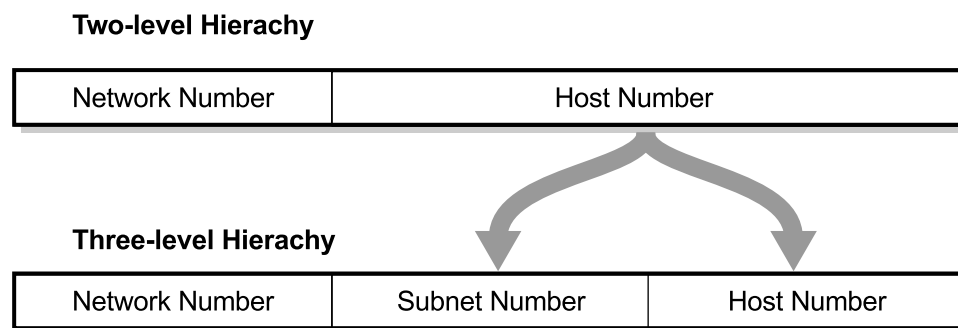 Two-level Hierachy
Network Number Host Number
Three-level Hierachy
Network Number Subnet Number Host Number